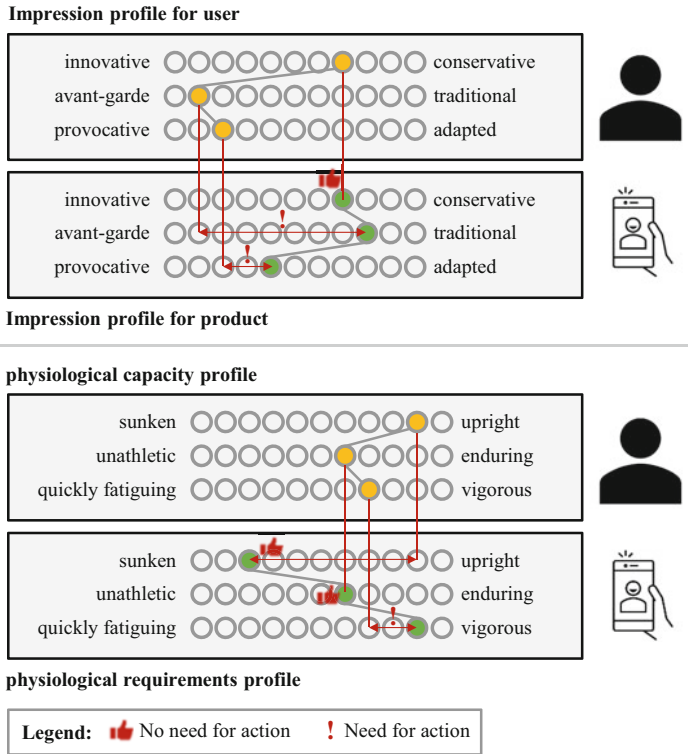 Impression profile for user
innovative conservative
avant-garde traditional
provocative adapted
innovative conservative
avant-garde ! traditional
provocative ! adapted
Impression profile for product
physiological capacity profile
sunken upright
unathletic enduring
quickly fatiguing vigorous
sunken upright
unathletic enduring
quickly fatiguing ! vigorous
physiological requirements profile
Legend: No need for action ! Need for action